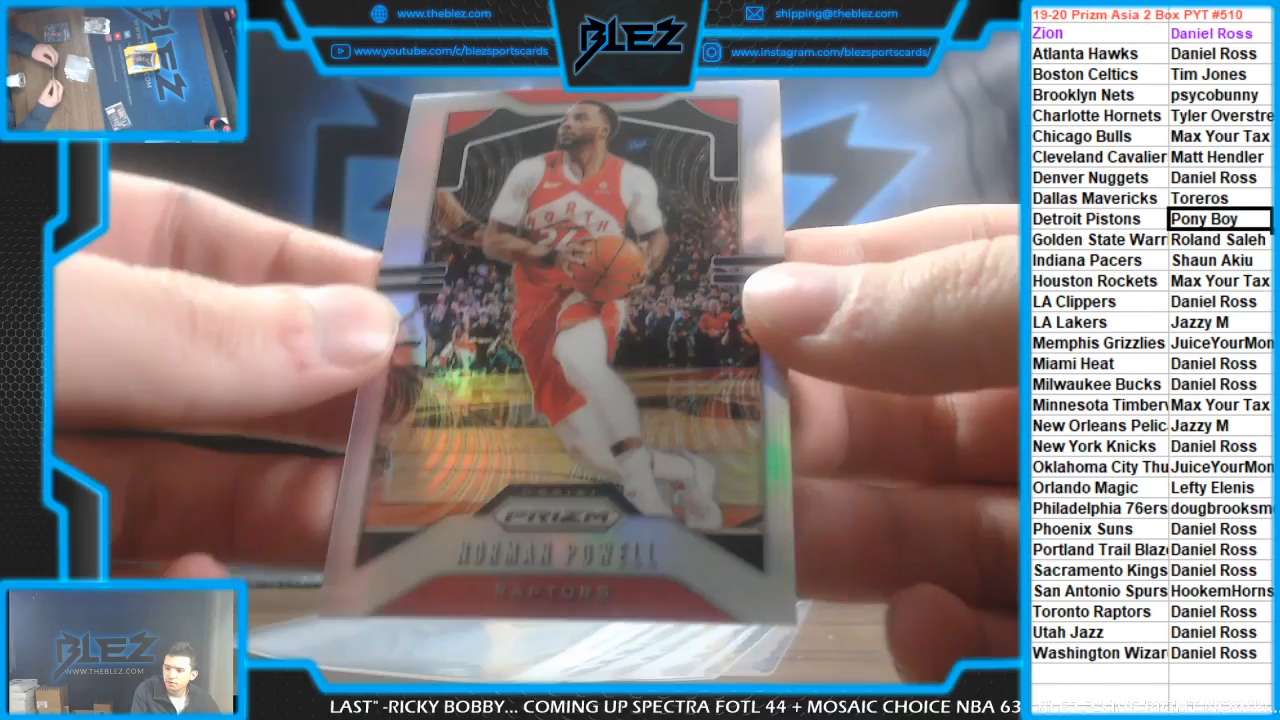 www.theblez.com
shipping@theblez.com
www.youtube.com/c/blezsportscards
www.instagram.com/blezsportscards/
BLEZ
NORTH
PRIZM
NORMAN POWELL
RAPTORS
BLEZ
WWW.THEBLEZ.COM
19-20 Prizm Asia 2 Box PYT #510
Zion Daniel Ross
Atlanta Hawks Daniel Ross
Boston Celtics Tim Jones
Brooklyn Nets psycobunny
Charlotte Hornets Tyler Overstre
Chicago Bulls Max Your Tax
Cleveland Cavalier Matt Hendler
Denver Nuggets Daniel Ross
Dallas Mavericks Toreros
Detroit Pistons Pony Boy
Golden State Warr Roland Saleh
Indiana Pacers Shaun Akiu
Houston Rockets Max Your Tax
LA Clippers Daniel Ross
LA Lakers Jazzy M
Memphis Grizzlies JuiceYourMon
Miami Heat Daniel Ross
Milwaukee Bucks Daniel Ross
Minnesota Timberv Max Your Tax
New Orleans Pelic Jazzy M
New York Knicks Daniel Ross
Oklahoma City Thu JuiceYourMon
Orlando Magic Lefty Elenis
Philadelphia 76ers dougbrooksm
Phoenix Suns Daniel Ross
Portland Trail Blaz Daniel Ross
Sacramento Kings Daniel Ross
San Antonio Spurs HookemHorns
Toronto Raptors Daniel Ross
Utah Jazz Daniel Ross
Washington Wizar Daniel Ross
LAST" -RICKY BOBBY... COMING UP SPECTRA FOTL 44 + MOSAIC CHOICE NBA 63